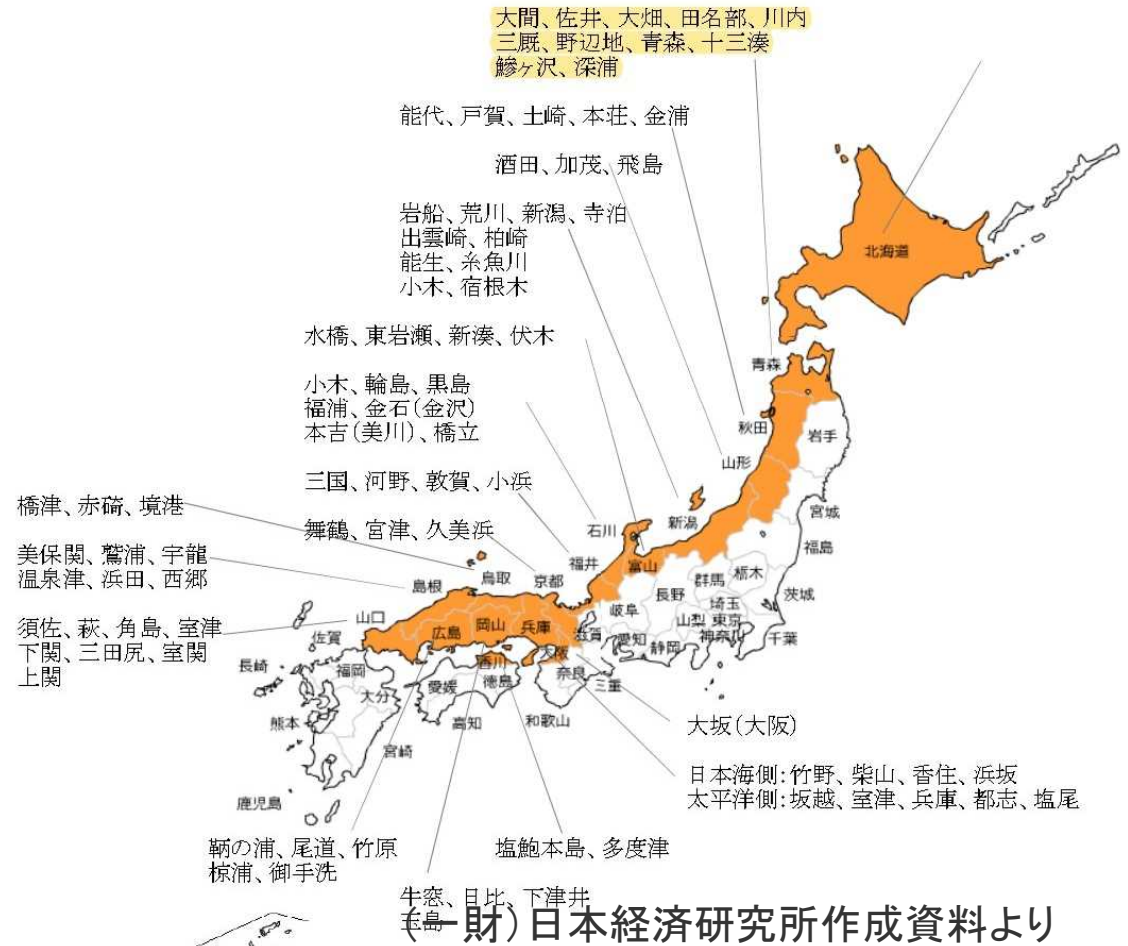 大間、佐井、大畑、田名部、川内
三厩、野辺地、青森、十三湊
鰺ヶ沢、深浦
能代、戸賀、土崎、本荘、金浦
酒田、加茂、飛島
岩船、荒川、新潟、寺泊
出雲崎、柏崎
能生、糸魚川
小木、宿根木
北海道
水橋、東岩瀬、新湊、伏木
青森
小木、輪島、黒島
福浦、金石(金沢)
本吉(美川)、橋立
秋田
岩手
山形
三国、河野、敦賀、小浜
橋津、赤碕、境港
宮城
石川
新潟
舞鶴、宮津、久美浜
福島
美保関、鷲浦、宇龍
温泉津、浜田、西郷
福井
富山
群馬
栃木
島根
鳥取
京都
長野
茨城
岐阜
埼玉
須佐、萩、角島、室津
下関、三田尻、室関
上関
山口
佐賀
広島
岡山
兵庫
滋賀
愛知
静岡
山梨
東京
神奈川
千葉
長崎
福岡
大分
香川
大阪
奈良
三重
愛媛
徳島
熊本
高知
和歌山
大坂(大阪)
宮崎
日本海側:竹野、柴山、香住、浜坂
太平洋側:坂越、室津、兵庫、都志、塩尾
鹿児島
鞆の浦、尾道、竹原
椋浦、御手洗
塩飽本島、多度津
牛窓、日比、下津井
玉島
(一財)日本経済研究所作成資料より